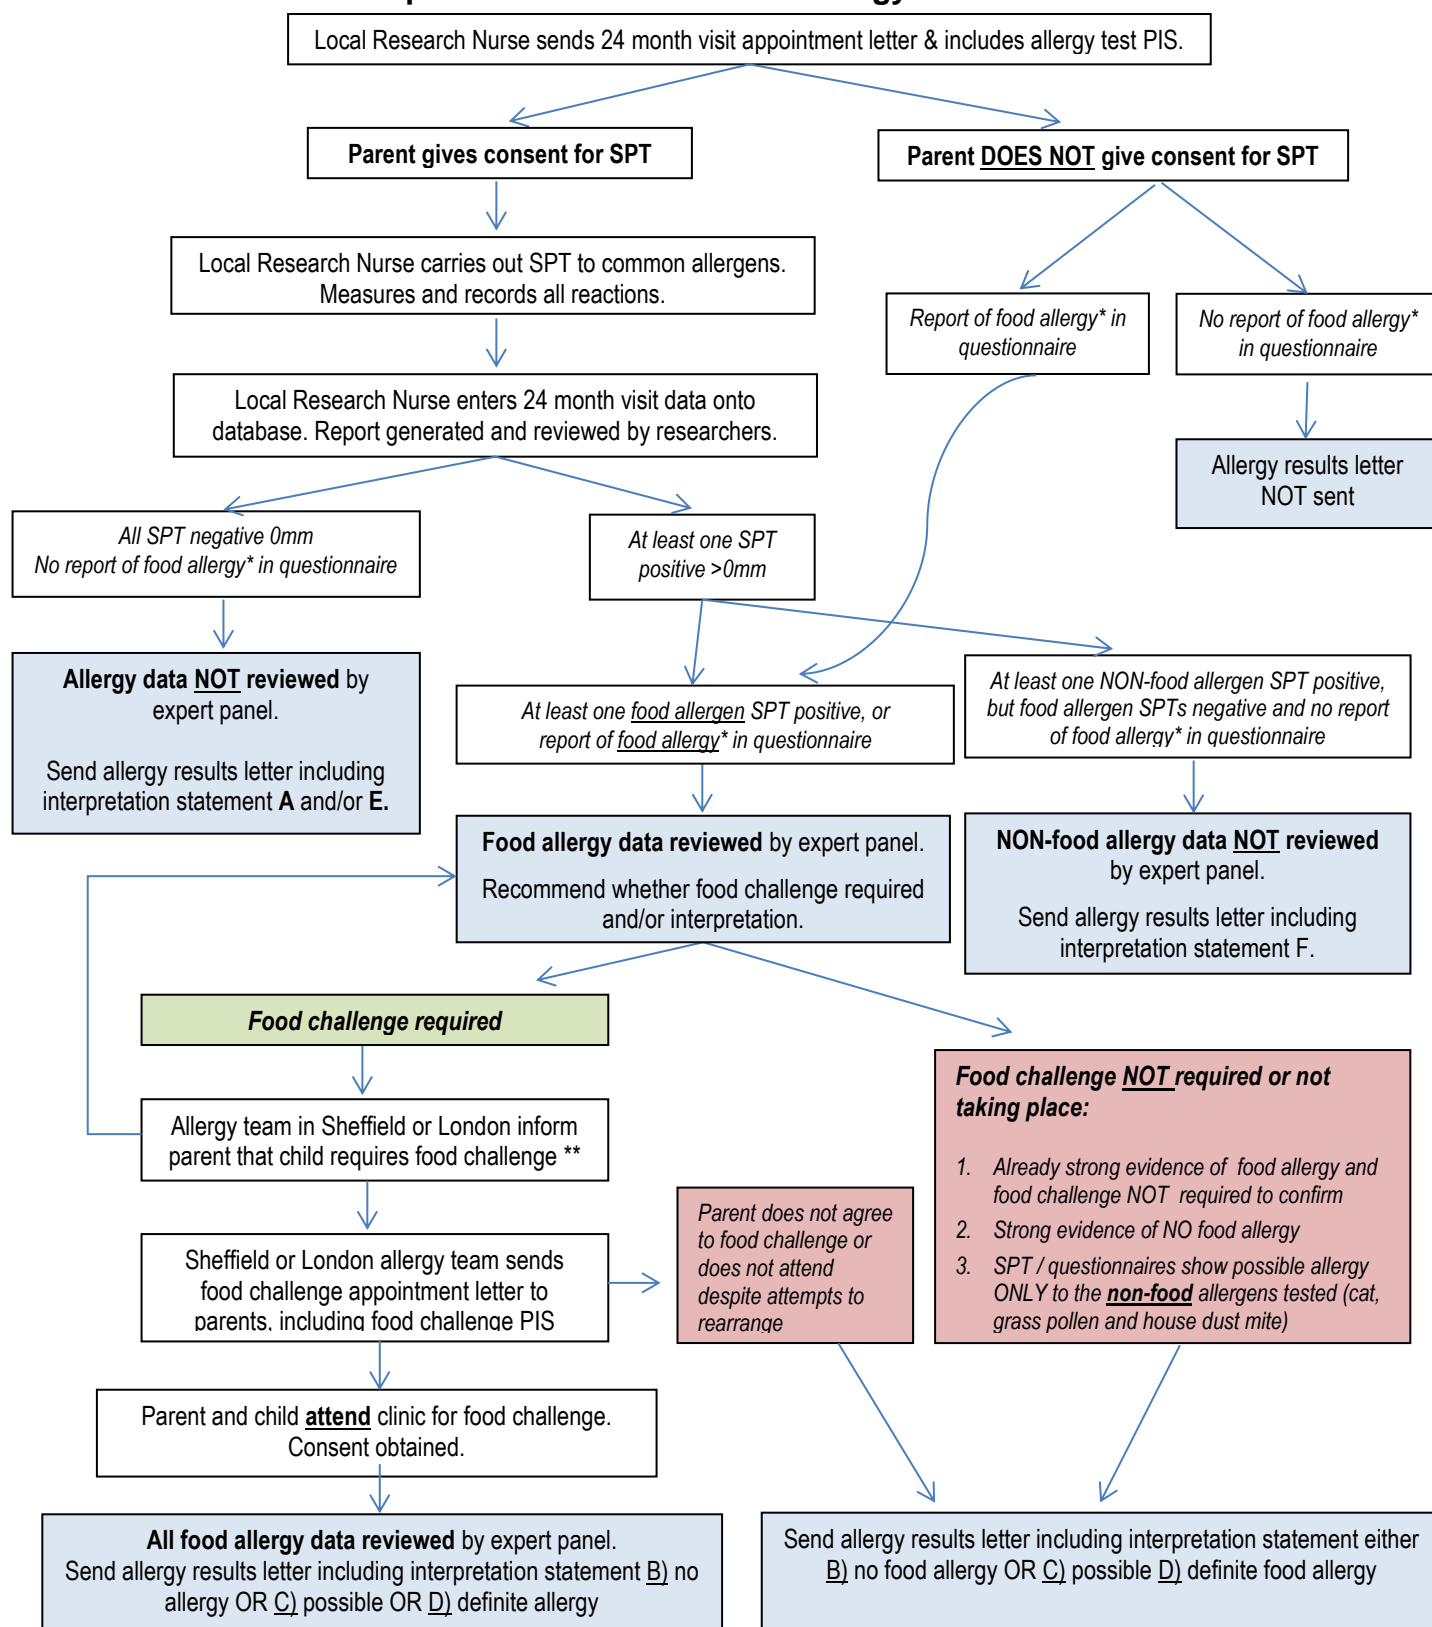 Local Research Nurse sends 24 month visit appointment letter & includes allergy test PIS.
Parent gives consent for SPT
Parent DOES NOT give consent for SPT
Local Research Nurse carries out SPT to common allergens.
Measures and records all reactions.
Report of food allergy* in
questionnaire
No report of food allergy*
in questionnaire
Local Research Nurse enters 24 month visit data onto
database. Report generated and reviewed by researchers.
Allergy results letter
NOT sent
All SPT negative 0mm
No report of food allergy* in questionnaire
At least one SPT
positive >0mm
Allergy data NOT reviewed by
expert panel.
Send allergy results letter including
interpretation statement A and/or E.
At least one food allergen SPT positive, or
report of food allergy* in questionnaire
At least one NON-food allergen SPT positive,
but food allergen SPTs negative and no report
of food allergy* in questionnaire
Food allergy data reviewed by expert panel.
Recommend whether food challenge required
and/or interpretation.
NON-food allergy data NOT reviewed
by expert panel.
Send allergy results letter including
interpretation statement F.
Food challenge required
Allergy team in Sheffield or London inform
parent that child requires food challenge **
Food challenge NOT required or not
taking place:
1. Already strong evidence of food allergy and
food challenge NOT required to confirm
2. Strong evidence of NO food allergy
3. SPT / questionnaires show possible allergy
ONLY to the non-food allergens tested (cat,
grass pollen and house dust mite)
Sheffield or London allergy team sends
food challenge appointment letter to
parents, including food challenge PIS
Parent does not agree
to food challenge or
does not attend
despite attempts to
rearrange
Parent and child attend clinic for food challenge.
Consent obtained.
All food allergy data reviewed by expert panel.
Send allergy results letter including interpretation statement B) no
allergy OR C) possible OR D) definite allergy
Send allergy results letter including interpretation statement either
B) no food allergy OR C) possible D) definite food allergy